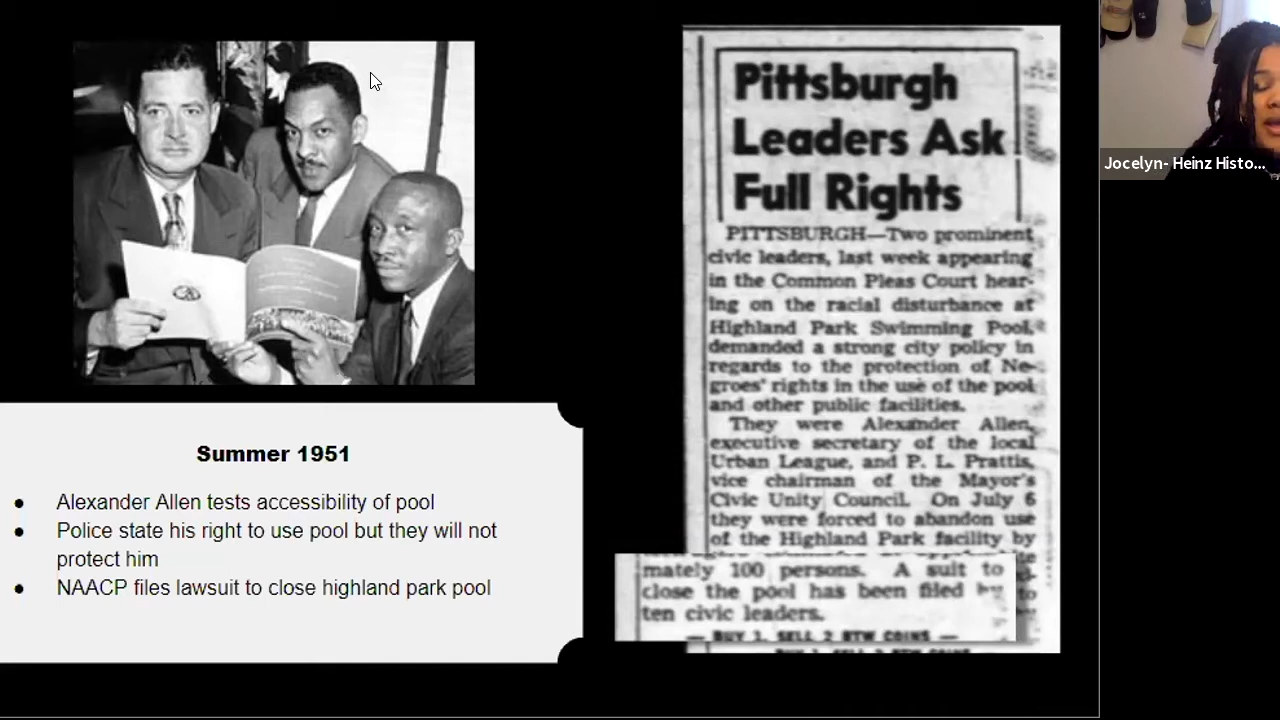 Pittsburgh
Leaders Ask
Full Rights
PITTSBURGH—Two prominent
civic leaders, last week appearing
in the Common Pleas Court hear-
ing on the racial disturbance at
Highland Park Swimming Pool,
demanded a strong city policy in
regards to the protection of Ne-
groes' rights in the use of the pool
and other public facilities.
They were Alexander Allen,
executive secretary of the local
Urban League, and P. L. Prattis,
vice chairman of the Mayor's
Civic Unity Council. On July 6
they were forced to abandon use
of the Highland Park facility by
mately 100 persons. A suit to
close the pool has been filed by
ten civic leaders.
— BUY 1, SELL 2 BTW COINS —
Summer 1951
● Alexander Allen tests accessibility of pool
● Police state his right to use pool but they will not
protect him
● NAACP files lawsuit to close highland park pool
Jocelyn- Heinz Histo...